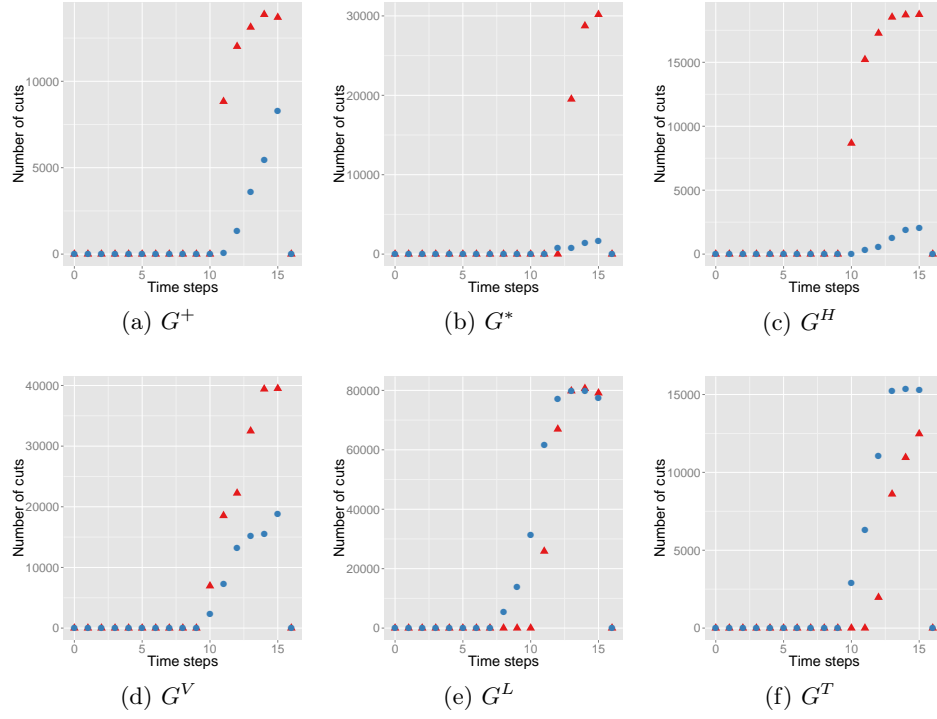 Number of cuts
10000
5000
0
0 5 10 15
Time steps
(a) G^+
Number of cuts
30000
20000
10000
0
0 5 10 15
Time steps
(b) G^*
Number of cuts
15000
10000
5000
0
0 5 10 15
Time steps
(c) G^H
Number of cuts
40000
30000
20000
10000
0
0 5 10 15
Time steps
(d) G^V
Number of cuts
80000
60000
40000
20000
0
0 5 10 15
Time steps
(e) G^L
Number of cuts
15000
10000
5000
0
0 5 10 15
Time steps
(f) G^T